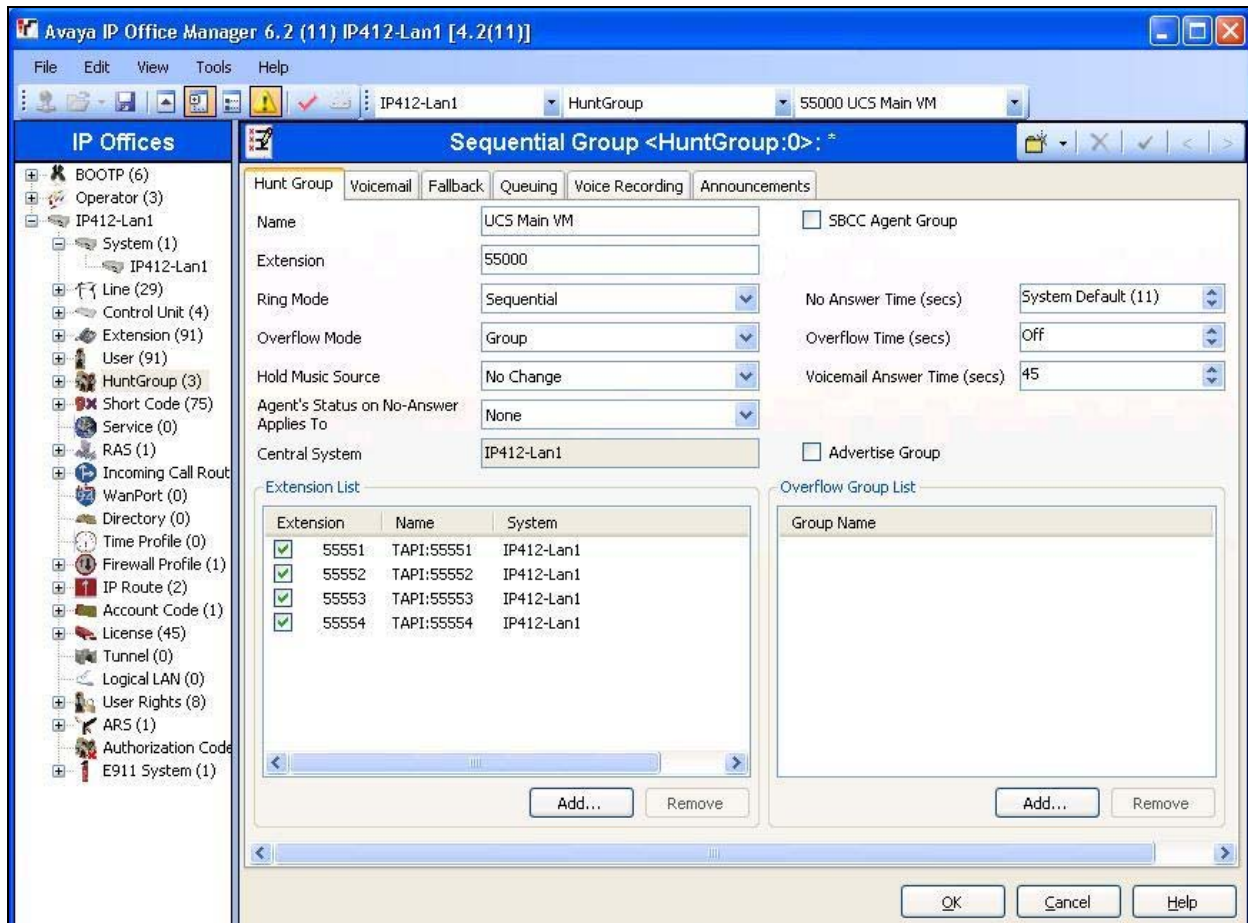 Avaya IP Office Manager 6.2 (11) IP412-Lan1 [4.2(11)]
File Edit View Tools Help
IP412-Lan1 HuntGroup 55000 UCS Main VM
IP Offices
BOOTP (6)
Operator (3)
IP412-Lan1
System (1)
IP412-Lan1
Line (29)
Control Unit (4)
Extension (91)
User (91)
HuntGroup (3)
Short Code (75)
Service (0)
RAS (1)
Incoming Call Rout
WanPort (0)
Directory (0)
Time Profile (0)
Firewall Profile (1)
IP Route (2)
Account Code (1)
License (45)
Tunnel (0)
Logical LAN (0)
User Rights (8)
ARS (1)
Authorization Code
E911 System (1)
Sequential Group <HuntGroup:0>: *
Hunt Group Voicemail Fallback Queuing Voice Recording Announcements
Name UCS Main VM SBCC Agent Group
Extension 55000
Ring Mode Sequential No Answer Time (secs) System Default (11)
Overflow Mode Group Overflow Time (secs) Off
Hold Music Source No Change Voicemail Answer Time (secs) 45
Agent's Status on No-Answer
Applies To None
Central System IP412-Lan1 Advertise Group
Extension List
Extension Name System
55551 TAPI:55551 IP412-Lan1
55552 TAPI:55552 IP412-Lan1
55553 TAPI:55553 IP412-Lan1
55554 TAPI:55554 IP412-Lan1
Add... Remove
Overflow Group List
Group Name
Add... Remove
OK Cancel Help